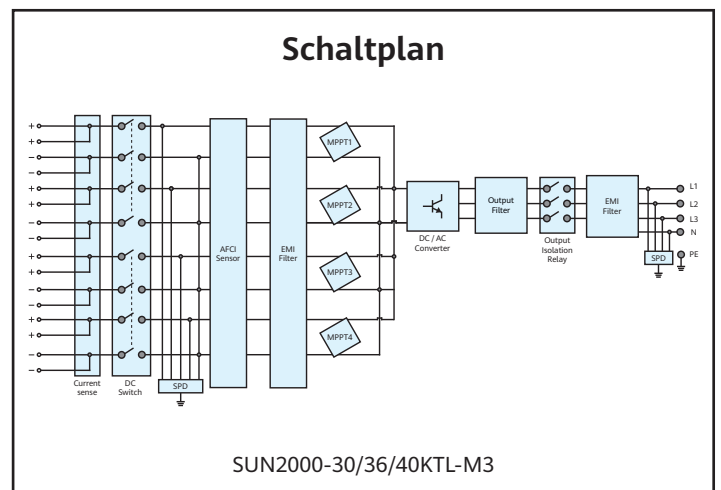 Schaltplan
+
+
−
−
+
+
−
−
+
+
−
−
+
+
−
−
Current
sense
DC
Switch
SPD
AFCI
Sensor
EMI
Filter
MPPT1
MPPT2
MPPT3
MPPT4
DC / AC
Converter
Output
Filter
Output
Isolation
Relay
EMI
Filter
L1
L2
L3
N
PE
SPD
SUN2000-30/36/40KTL-M3